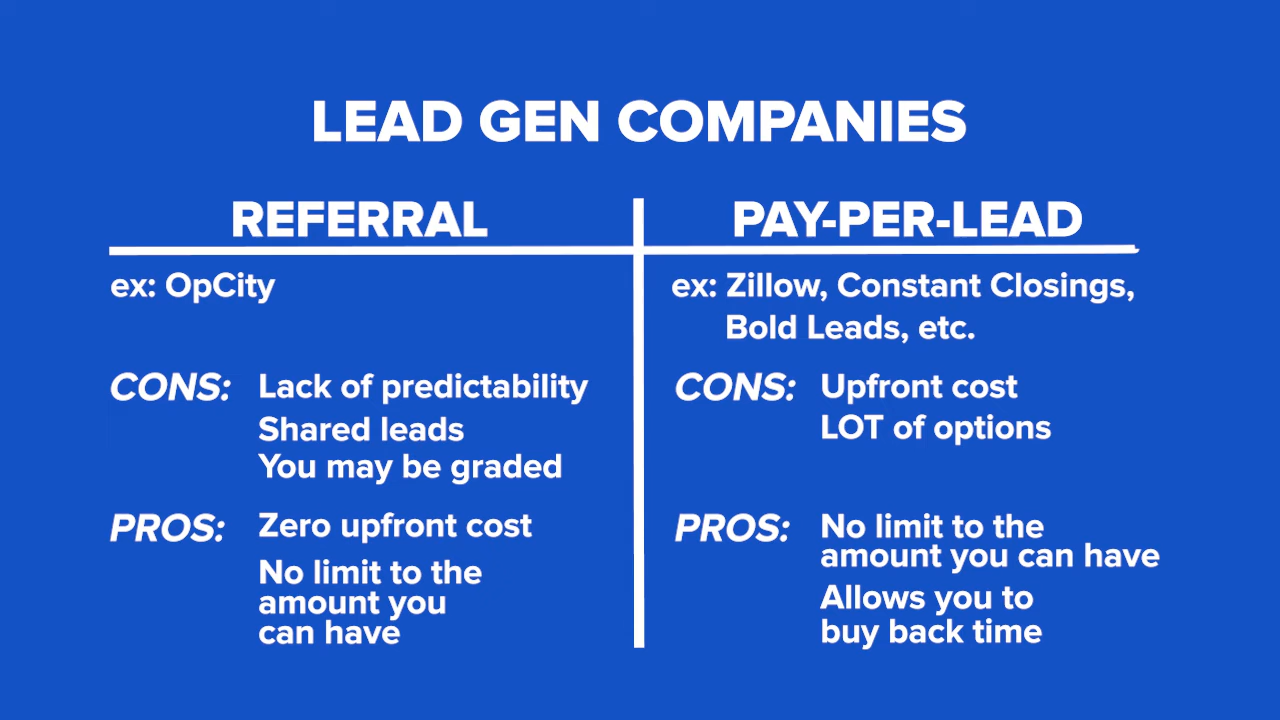 LEAD GEN COMPANIES
REFERRAL
ex: OpCity
CONS: Lack of predictability
Shared leads
You may be graded
PROS: Zero upfront cost
No limit to the
amount you
can have
PAY-PER-LEAD
ex: Zillow, Constant Closings,
Bold Leads, etc.
CONS: Upfront cost
LOT of options
PROS: No limit to the
amount you can have
Allows you to
buy back time